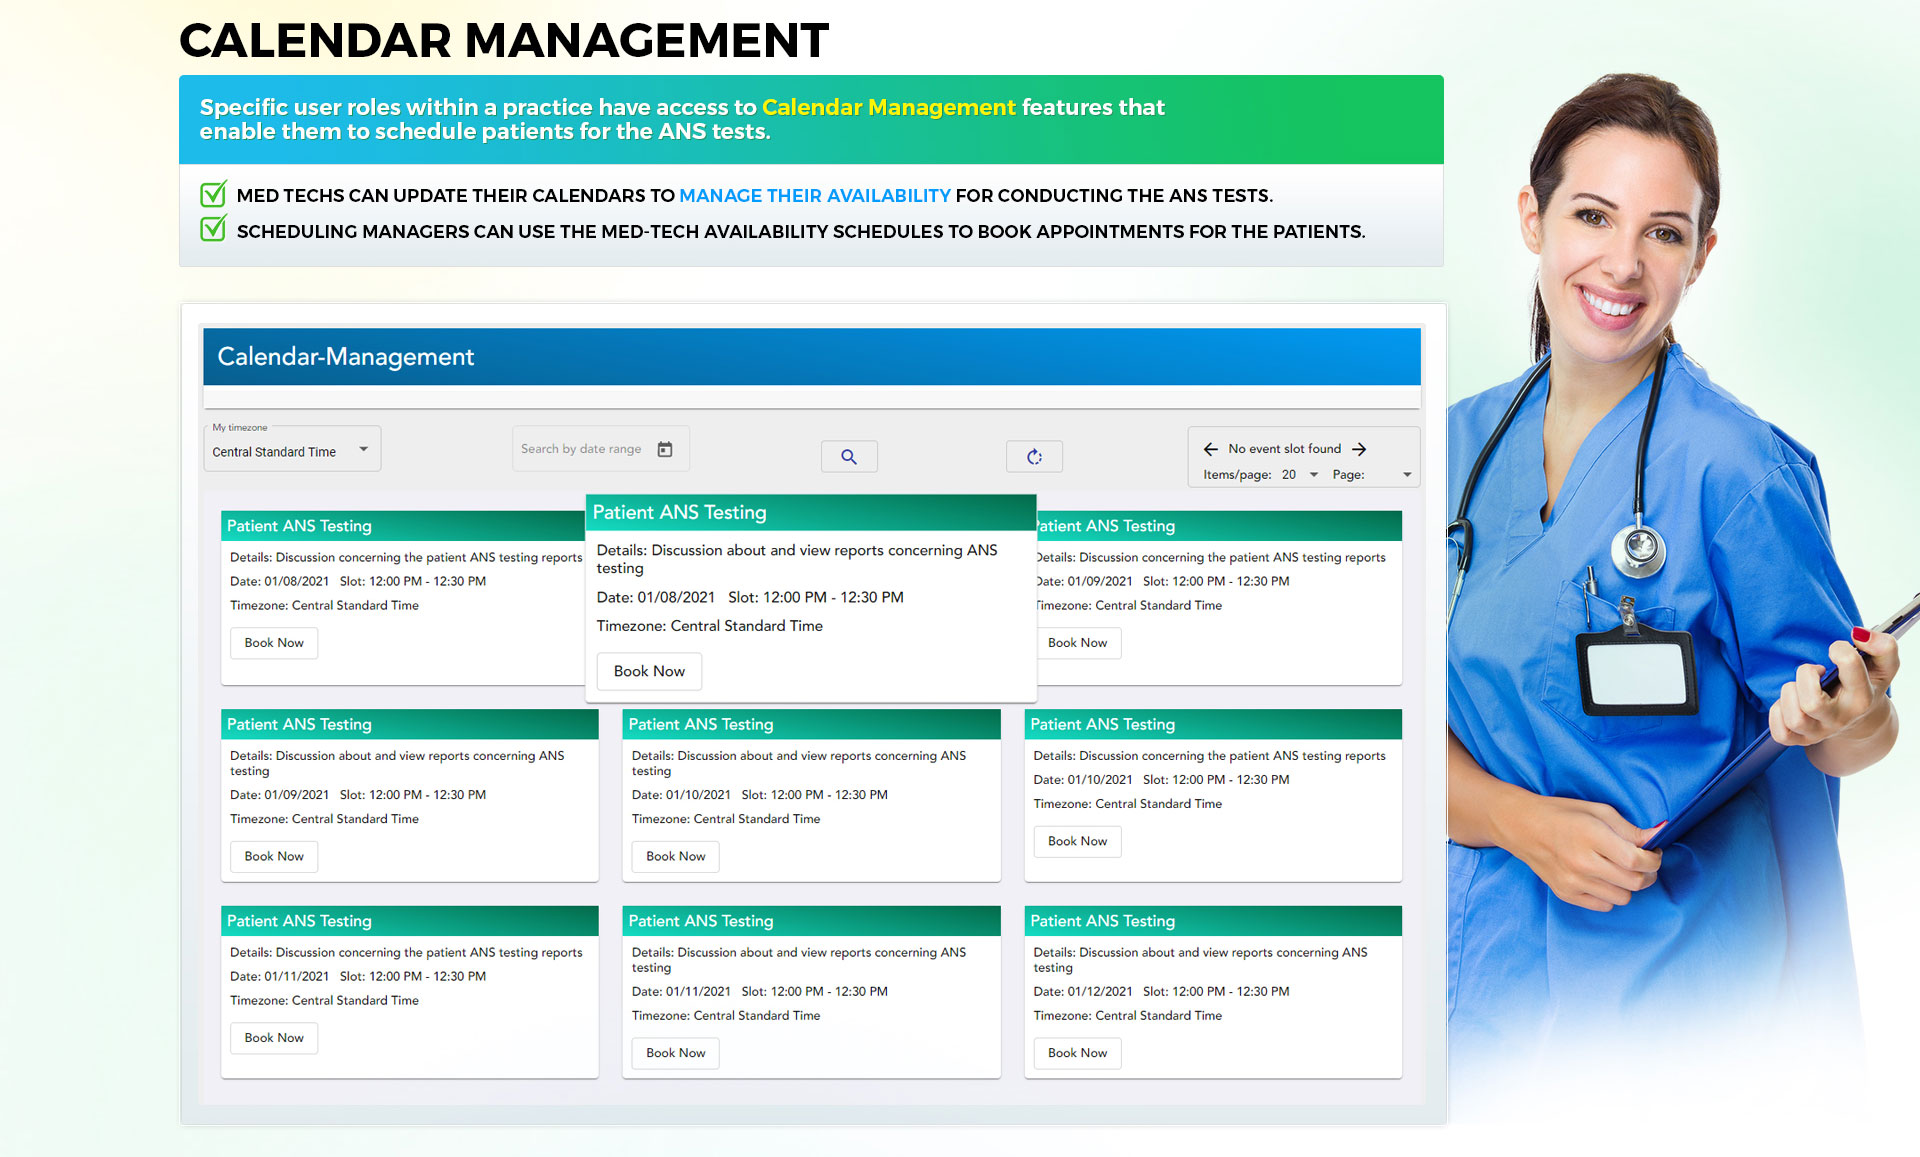 CALENDAR MANAGEMENT
Specific user roles within a practice have access to Calendar Management features that
enable them to schedule patients for the ANS tests.
MED TECHS CAN UPDATE THEIR CALENDARS TO MANAGE THEIR AVAILABILITY FOR CONDUCTING THE ANS TESTS.
SCHEDULING MANAGERS CAN USE THE MED-TECH AVAILABILITY SCHEDULES TO BOOK APPOINTMENTS FOR THE PATIENTS.
Calendar-Management
My timezone
Central Standard Time
Search by date range
No event slot found
Items/page: 20 Page:
Patient ANS Testing
Details: Discussion concerning the patient ANS testing reports
Date: 01/08/2021 Slot: 12:00 PM - 12:30 PM
Timezone: Central Standard Time
Book Now
Patient ANS Testing
Details: Discussion about and view reports concerning ANS
testing
Date: 01/08/2021 Slot: 12:00 PM - 12:30 PM
Timezone: Central Standard Time
Book Now
Patient ANS Testing
Details: Discussion concerning the patient ANS testing reports
Date: 01/09/2021 Slot: 12:00 PM - 12:30 PM
Timezone: Central Standard Time
Book Now
Patient ANS Testing
Details: Discussion about and view reports concerning ANS
testing
Date: 01/09/2021 Slot: 12:00 PM - 12:30 PM
Timezone: Central Standard Time
Book Now
Patient ANS Testing
Details: Discussion about and view reports concerning ANS
testing
Date: 01/10/2021 Slot: 12:00 PM - 12:30 PM
Timezone: Central Standard Time
Book Now
Patient ANS Testing
Details: Discussion concerning the patient ANS testing reports
Date: 01/10/2021 Slot: 12:00 PM - 12:30 PM
Timezone: Central Standard Time
Book Now
Patient ANS Testing
Details: Discussion concerning the patient ANS testing reports
Date: 01/11/2021 Slot: 12:00 PM - 12:30 PM
Timezone: Central Standard Time
Book Now
Patient ANS Testing
Details: Discussion about and view reports concerning ANS
testing
Date: 01/11/2021 Slot: 12:00 PM - 12:30 PM
Timezone: Central Standard Time
Book Now
Patient ANS Testing
Details: Discussion about and view reports concerning ANS
testing
Date: 01/12/2021 Slot: 12:00 PM - 12:30 PM
Timezone: Central Standard Time
Book Now